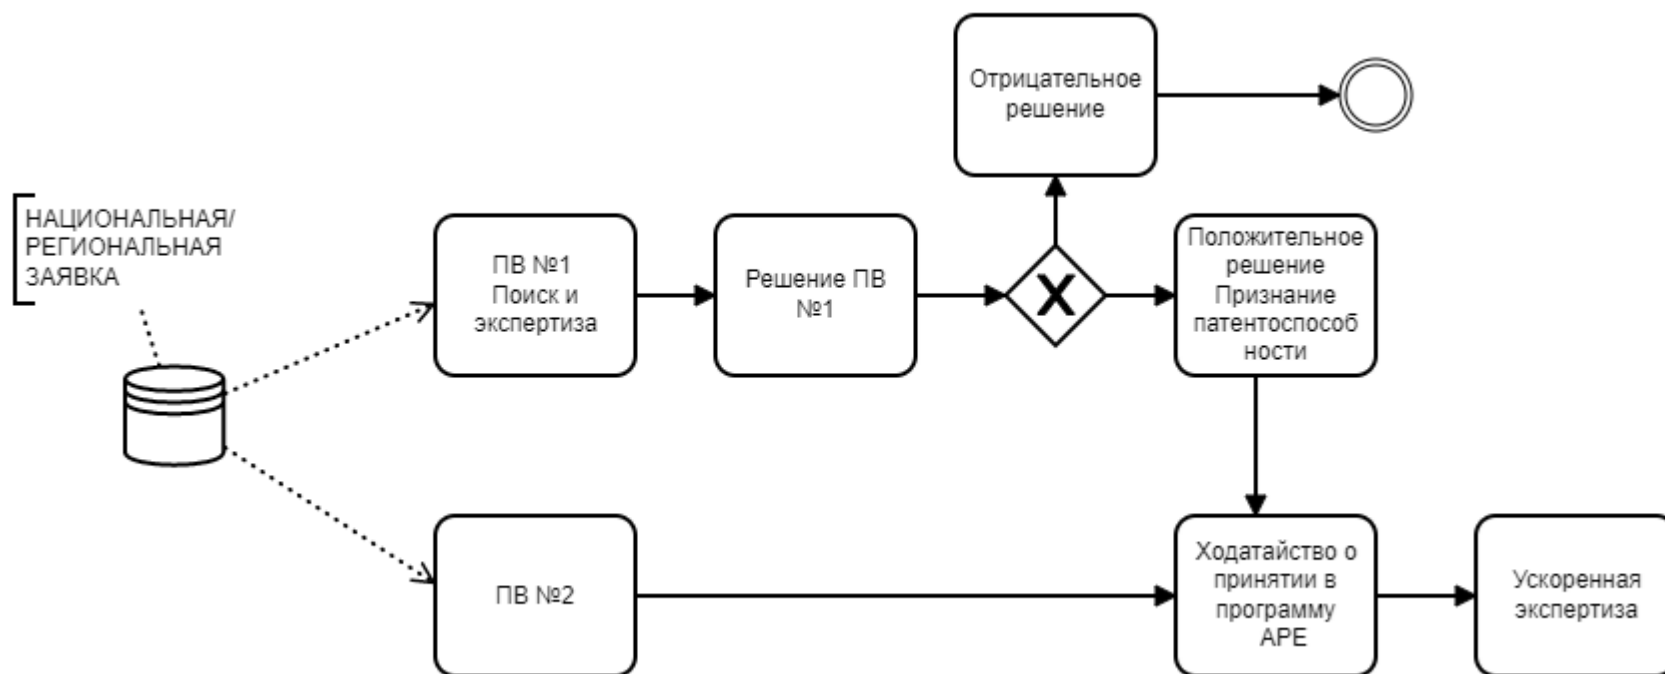 Отрицательное
решение
НАЦИОНАЛЬНАЯ/
РЕГИОНАЛЬНАЯ
ЗАЯВКА
ПВ №1
Поиск и
экспертиза
Решение ПВ
№1
X
Положительное
решение
Признание
патентоспособ
ности
ПВ №2
Ходатайство о
принятии в
программу
APE
Ускоренная
экспертиза